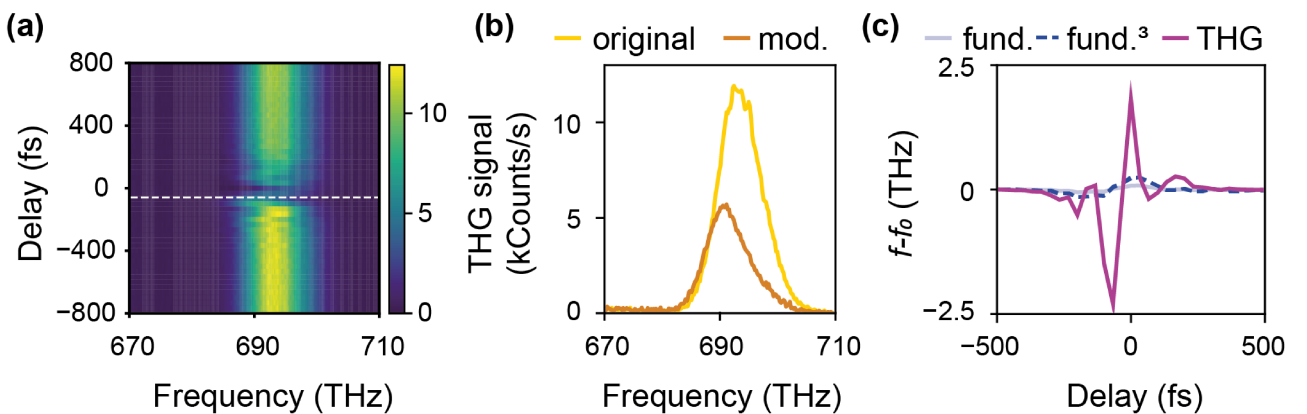 (a)
800
400
0
−400
−800
Delay (fs)
670
690
710
Frequency (THz)
10
5
0
(b)
original
mod.
THG signal
(kCounts/s)
10
5
0
670
690
710
Frequency (THz)
(c)
fund.
fund.³
THG
f-f₀ (THz)
2.5
0
−2.5
−500
0
500
Delay (fs)